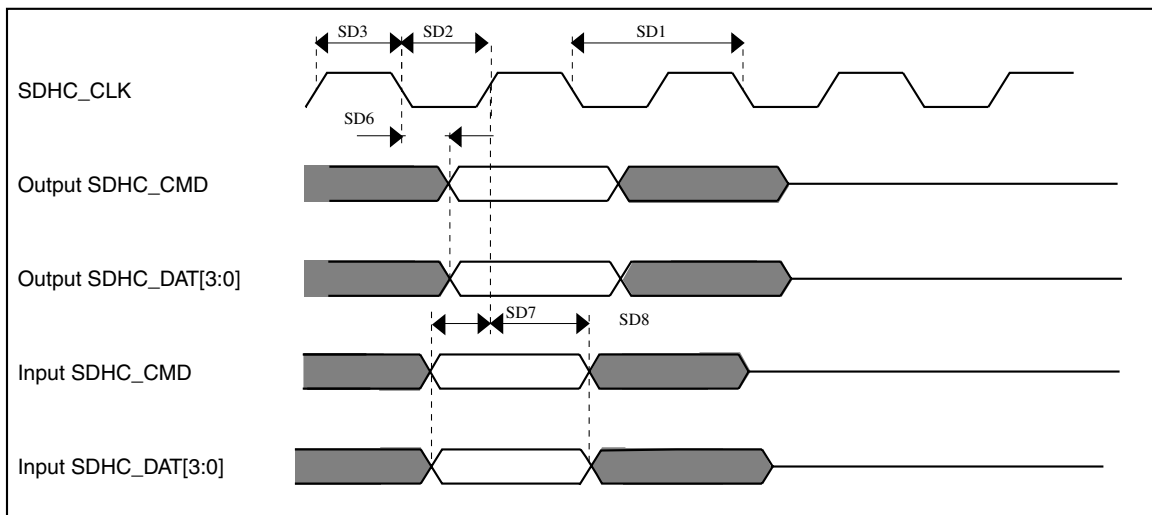 SD3 SD2 SD1
SDHC_CLK
SD6
Output SDHC_CMD
Output SDHC_DAT[3:0]
SD7 SD8
Input SDHC_CMD
Input SDHC_DAT[3:0]